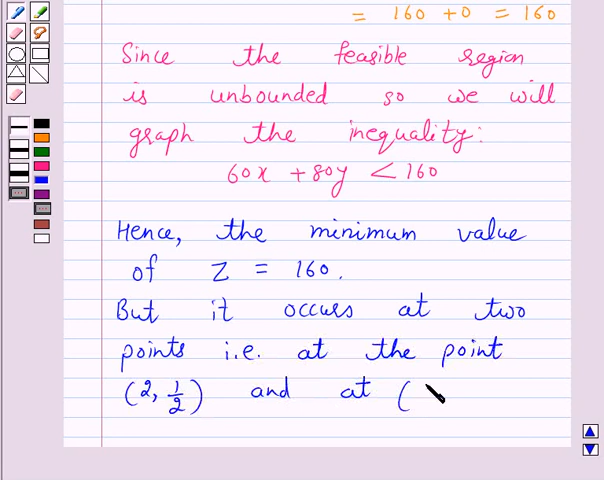 = 160 + 0 = 160
Since the feasible region
is unbounded so we will
graph the inequality:
60x + 80y < 160
Hence, the minimum value
of Z = 160.
But it occurs at two
points i.e. at the point
(2, 1/2) and at (